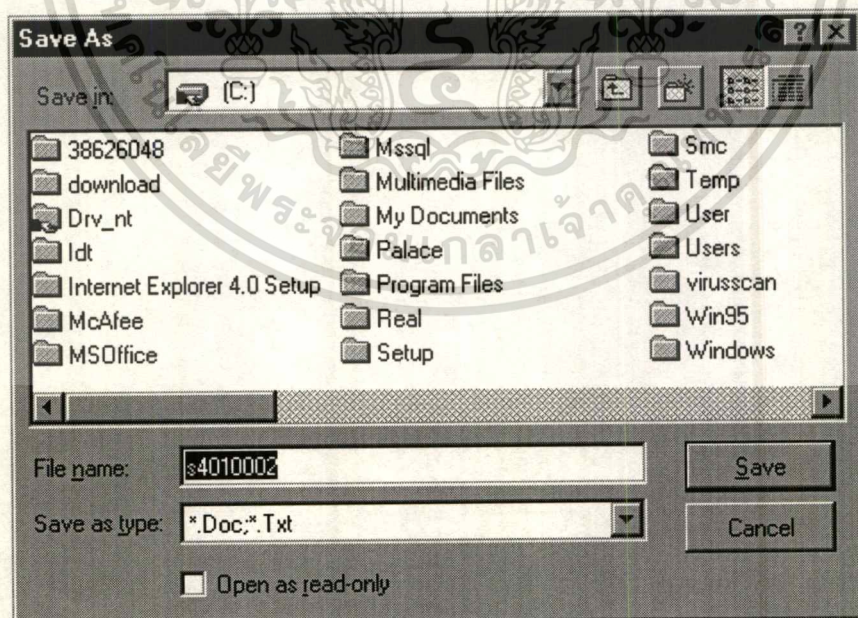 Save As
Save in: (C:)
38626048
download
Drv_nt
Idt
Internet Explorer 4.0 Setup
McAfee
MSOffice
Mssql
Multimedia Files
My Documents
Palace
Program Files
Real
Setup
Smc
Temp
User
Users
virusscan
Win95
Windows
File name: s4010002
Save
Save as type: *.Doc;*.Txt
Cancel
Open as read-only